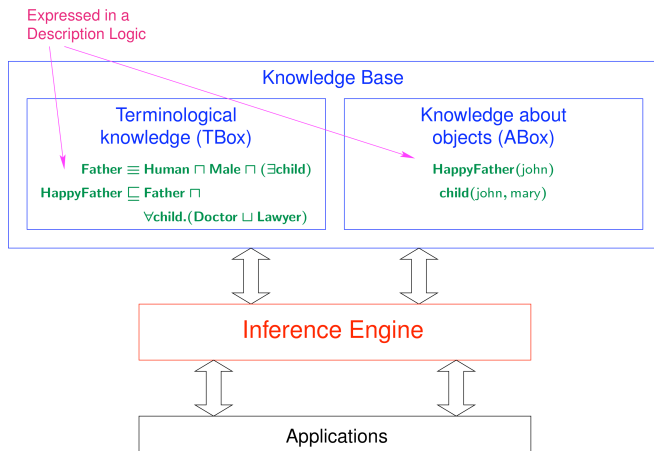 Expressed in a
Description Logic
Knowledge Base
Terminological
knowledge (TBox)
Father ≡ Human ⊓ Male ⊓ (∃child)
HappyFather ⊑ Father ⊓
∀child.(Doctor ⊔ Lawyer)
Knowledge about
objects (ABox)
HappyFather(john)
child(john, mary)
Inference Engine
Applications